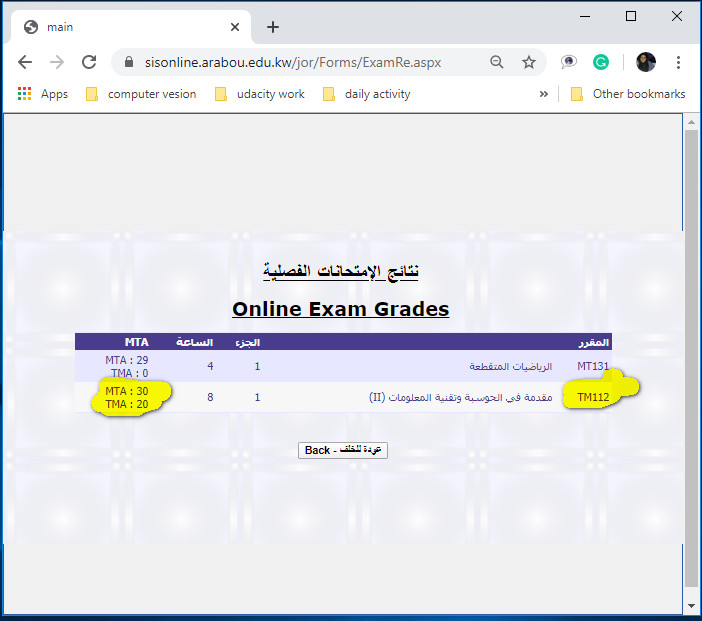 main
sisonline.arabou.edu.kw/jor/Forms/ExamRe.aspx
Apps computer vesion udacity work daily activity » Other bookmarks
نتائج الإمتحانات الفصلية
Online Exam Grades
المقرر الجزء الساعة MTA
MT131 الرياضيات المتقطعة 1 4 MTA : 29
TMA : 0
TM112 مقدمة في الحوسبة وتقنية المعلومات (II) 1 8 MTA : 30
TMA : 20
Back - عودة للخلف